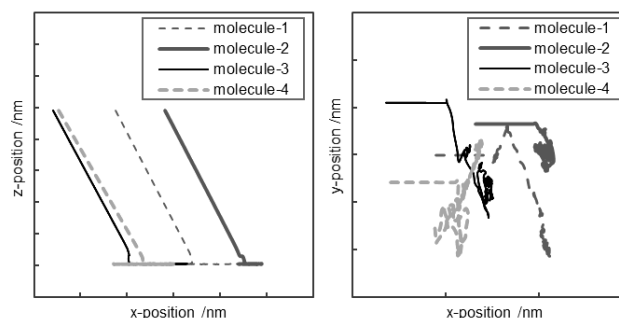 molecule-1
molecule-2
molecule-3
molecule-4
z-position /nm
x-position /nm
molecule-1
molecule-2
molecule-3
molecule-4
y-position /nm
x-position /nm